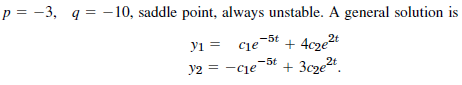 p = −3, q = −10, saddle point, always unstable. A general solution is
y1 = c1e^−5t + 4c2e^2t
y2 = −c1e^−5t + 3c2e^2t.